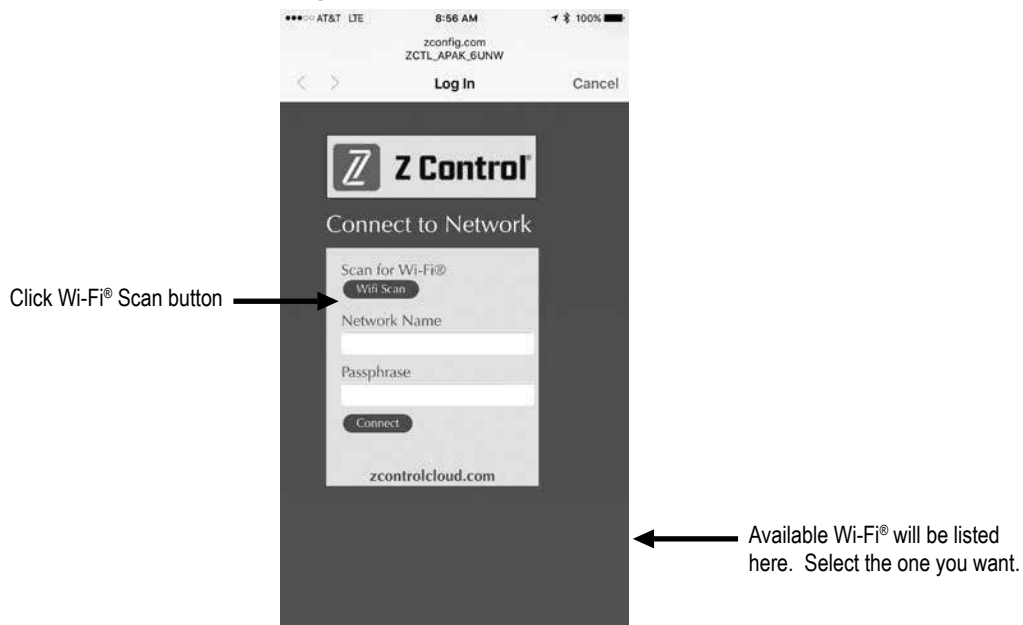 AT&T LTE 8:56 AM 100%
zconfig.com
ZCTL_APAK_6UNW
< > Log In Cancel
Z Z Control®
Connect to Network
Scan for Wi-Fi®
Wifi Scan
Click Wi-Fi® Scan button
Network Name
Passphrase
Connect
zcontrolcloud.com
Available Wi-Fi® will be listed
here. Select the one you want.